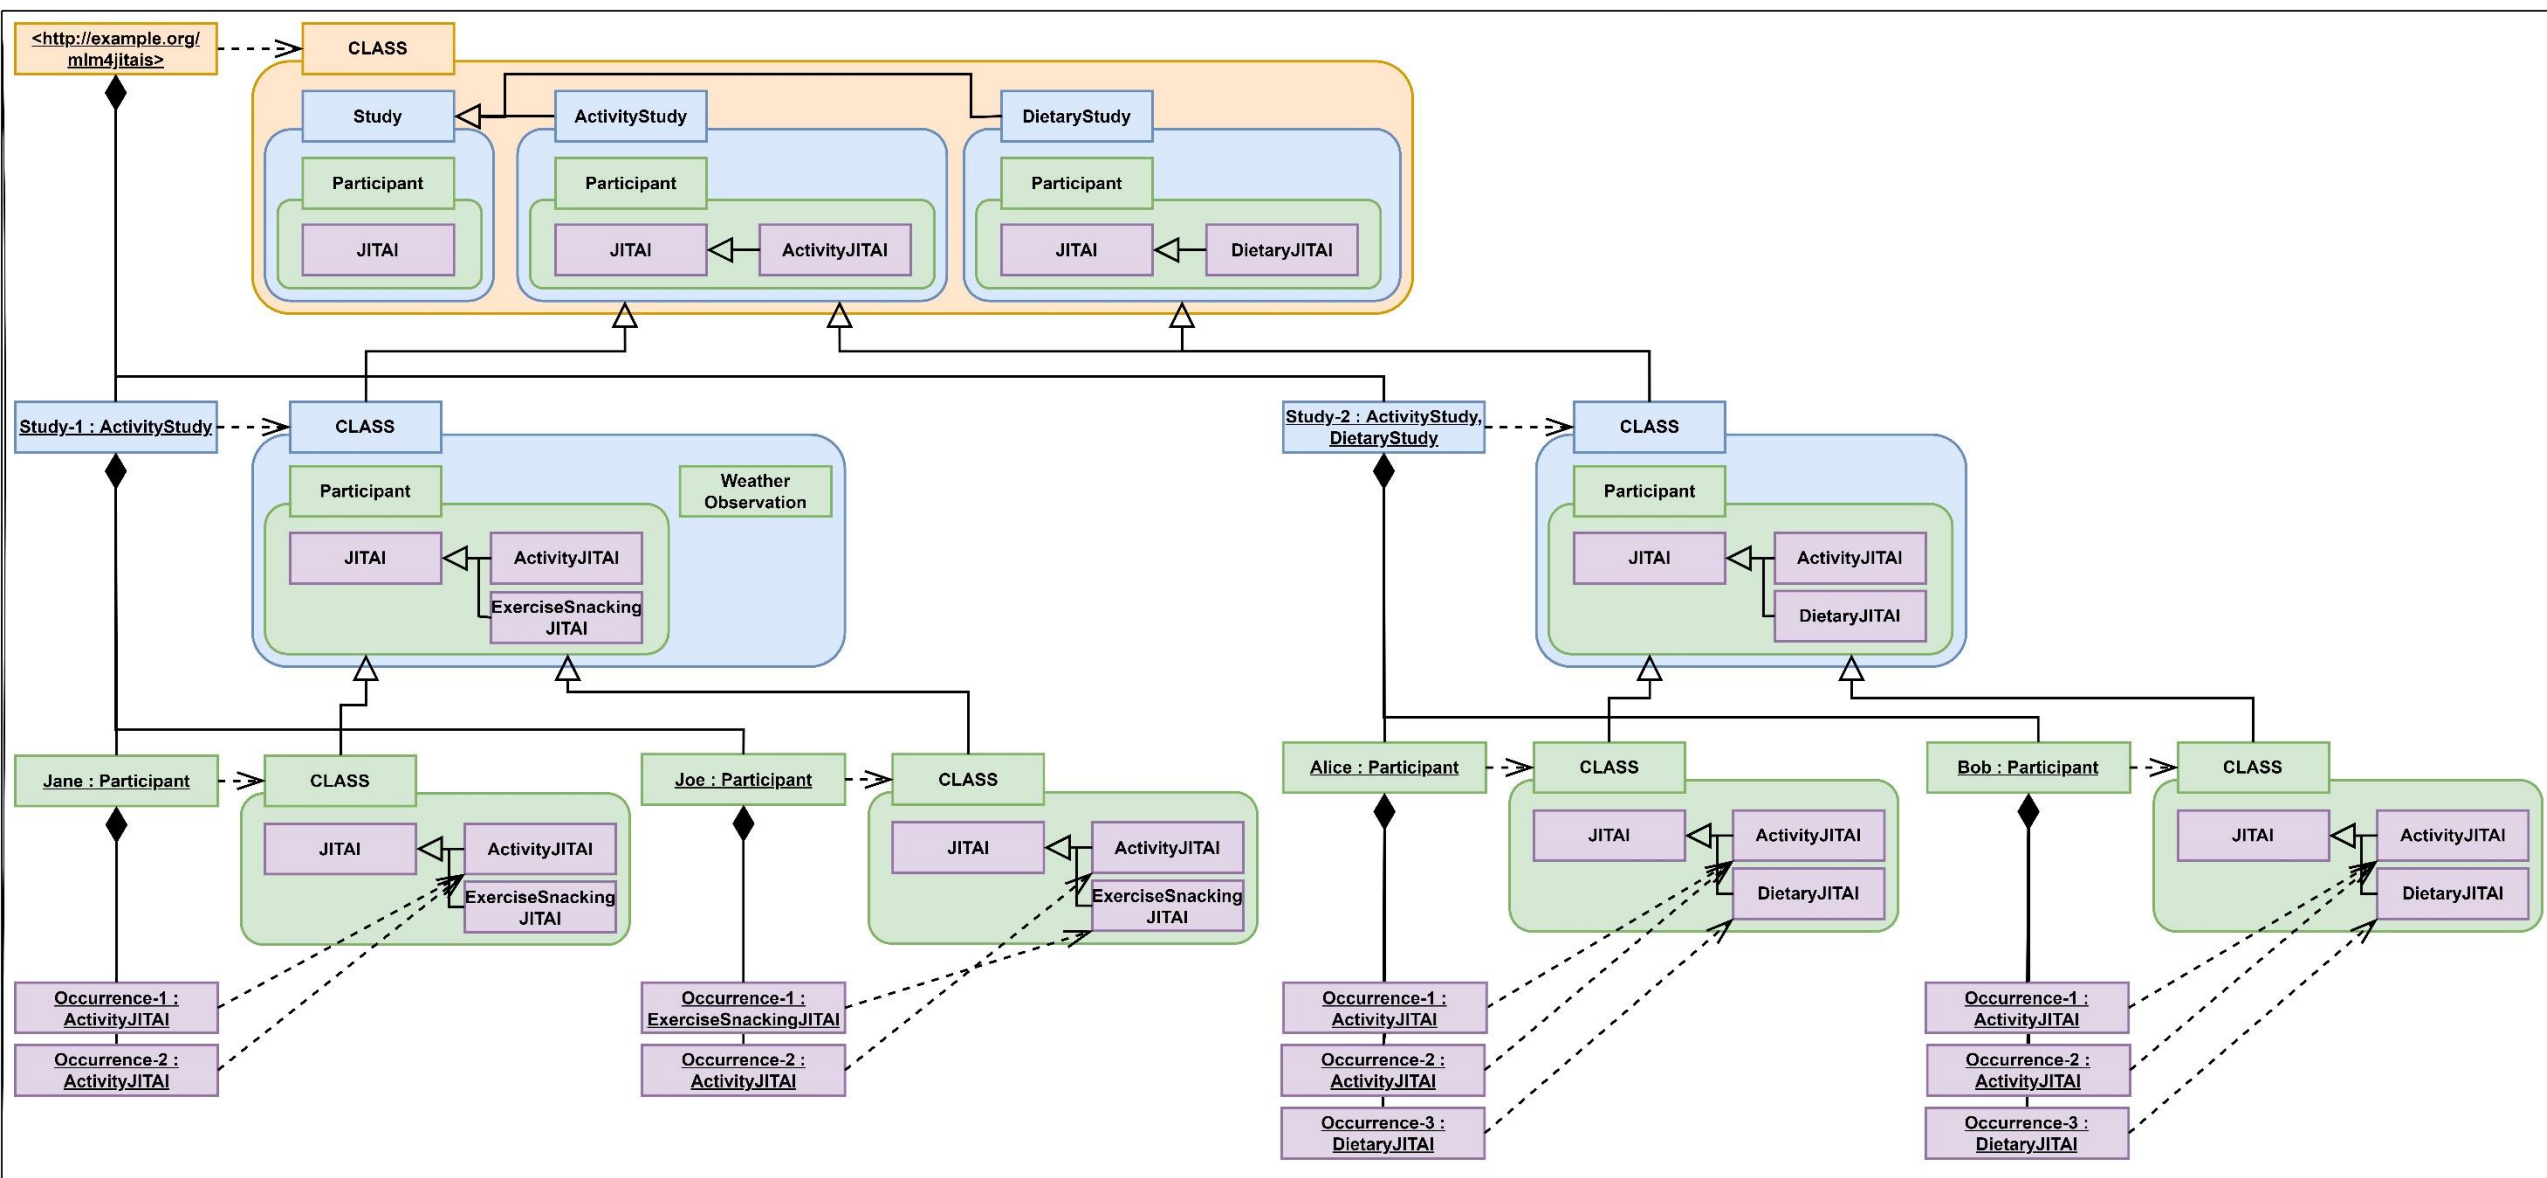 <http://example.org/
mlm4jitais>
CLASS
Study
ActivityStudy
DietaryStudy
Participant
Participant
Participant
JITAI
JITAI
ActivityJITAI
JITAI
DietaryJITAI
Study-1 : ActivityStudy
CLASS
Study-2 : ActivityStudy,
DietaryStudy
CLASS
Participant
Weather
Observation
Participant
JITAI
ActivityJITAI
ExerciseSnacking
JITAI
JITAI
ActivityJITAI
DietaryJITAI
Jane : Participant
CLASS
Joe : Participant
CLASS
Alice : Participant
CLASS
Bob : Participant
CLASS
JITAI
ActivityJITAI
ExerciseSnacking
JITAI
JITAI
ActivityJITAI
ExerciseSnacking
JITAI
JITAI
ActivityJITAI
DietaryJITAI
JITAI
ActivityJITAI
DietaryJITAI
Occurrence-1 :
ActivityJITAI
Occurrence-1 :
ExerciseSnackingJITAI
Occurrence-1 :
ActivityJITAI
Occurrence-1 :
ActivityJITAI
Occurrence-2 :
ActivityJITAI
Occurrence-2 :
ActivityJITAI
Occurrence-2 :
ActivityJITAI
Occurrence-2 :
ActivityJITAI
Occurrence-3 :
DietaryJITAI
Occurrence-3 :
DietaryJITAI